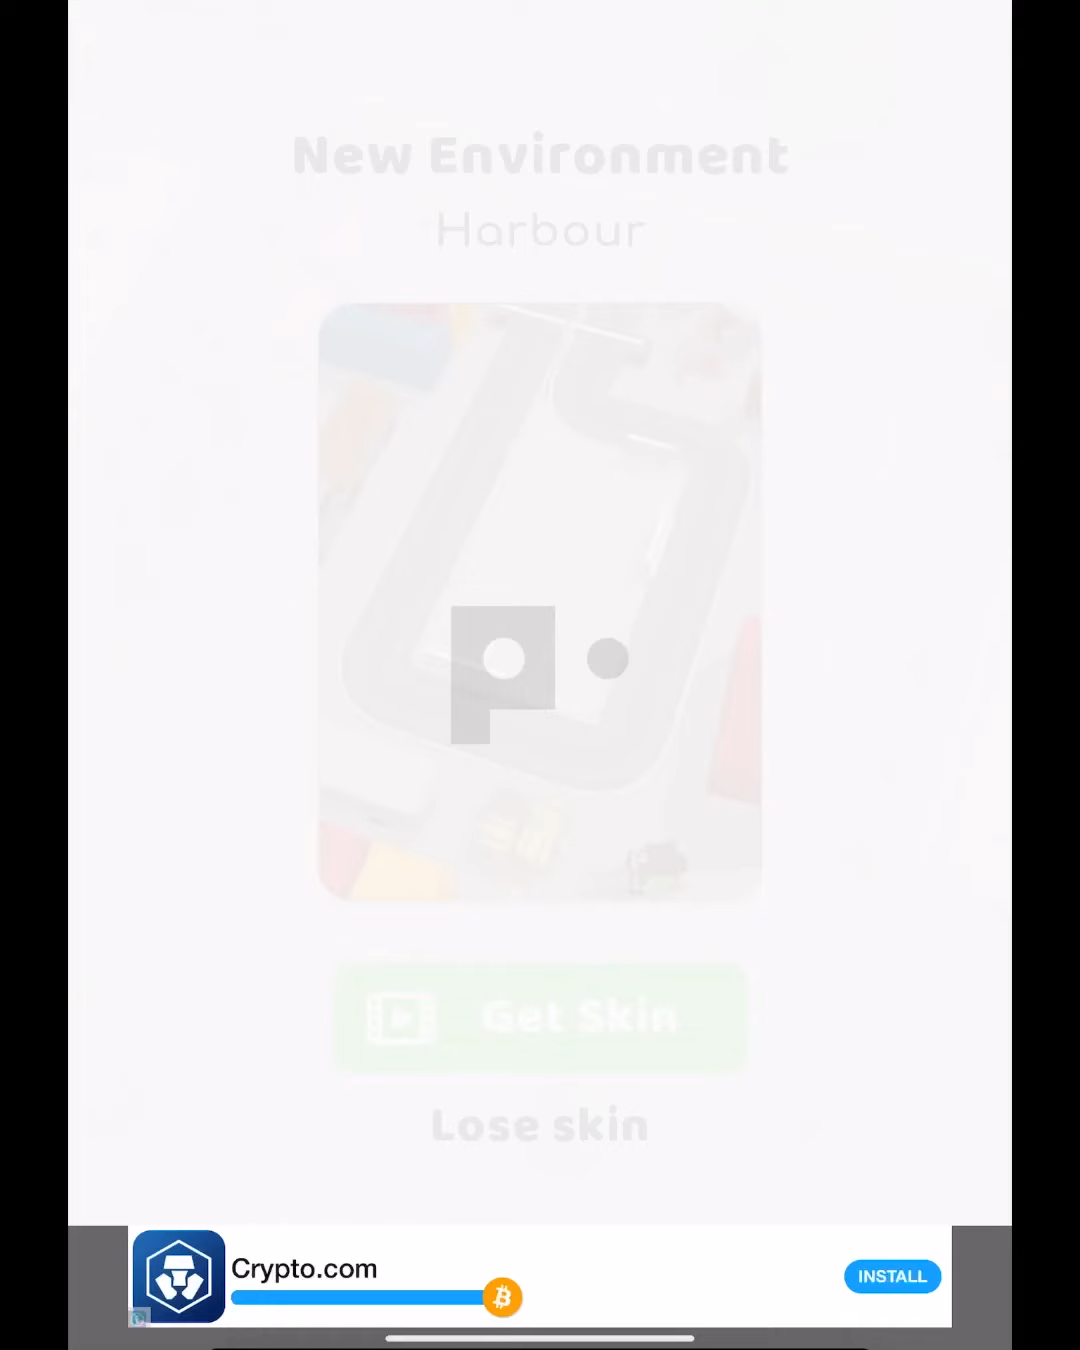 New Environment
Harbour
Get Skin
Lose skin
Crypto.com
INSTALL